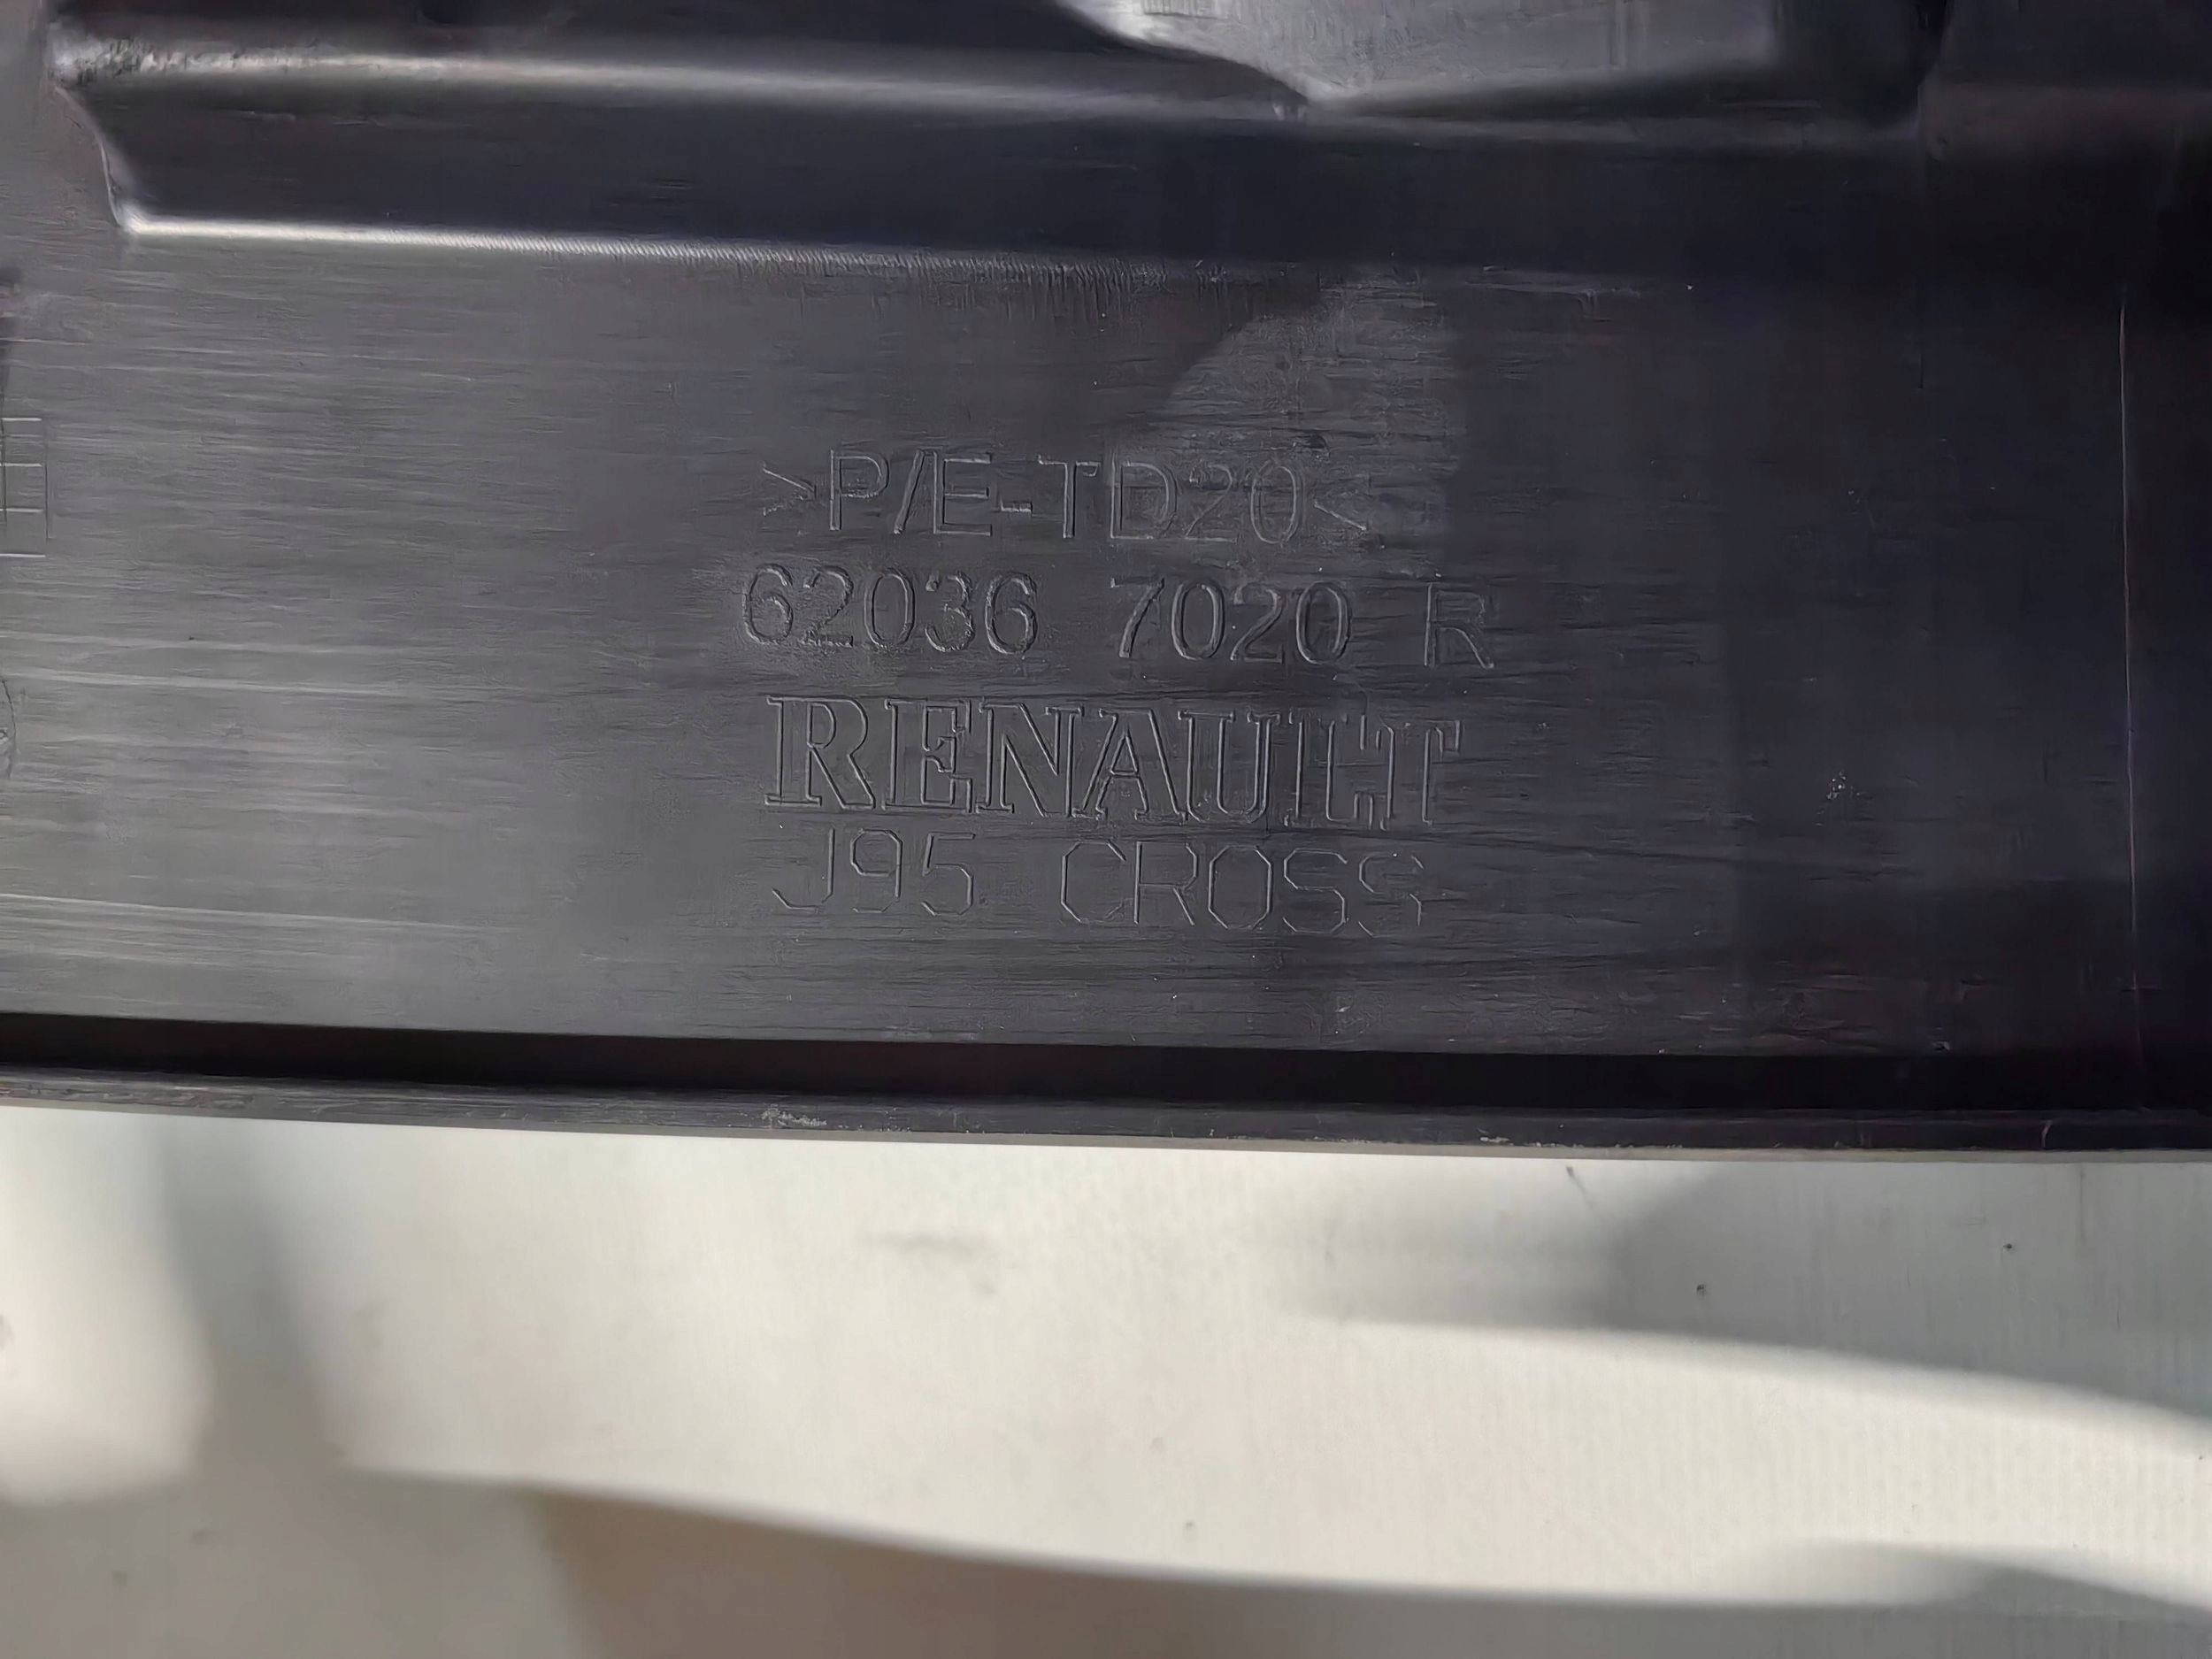 >P/E-TD20<
62036 7020 R
RENAULT
J95 CROSS